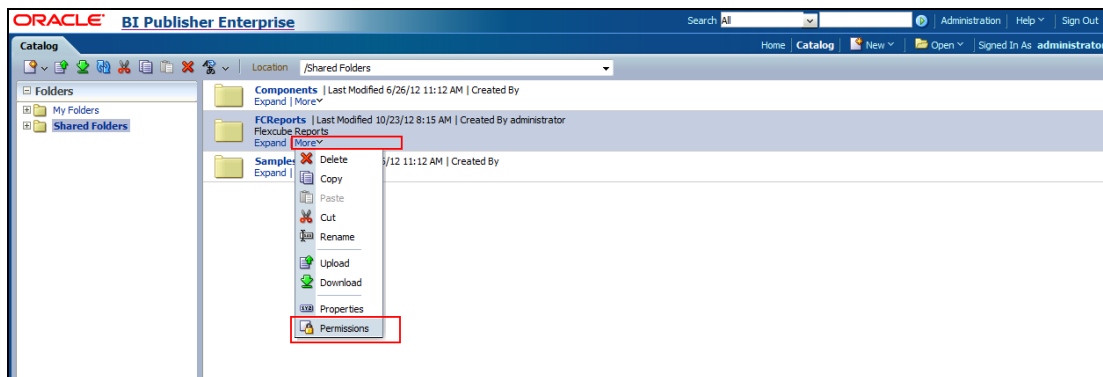 ORACLE BI Publisher Enterprise Search All Administration Help Sign Out
Catalog Home Catalog New Open Signed In As administrator
Location /Shared Folders
Folders
My Folders
Shared Folders
Components | Last Modified 6/26/12 11:12 AM | Created By
Expand | More
FCReports | Last Modified 10/23/12 8:15 AM | Created By administrator
Flexcube Reports
Expand More
Samples /12 11:12 AM | Created By
Expand |
Delete
Copy
Paste
Cut
Rename
Upload
Download
Properties
Permissions